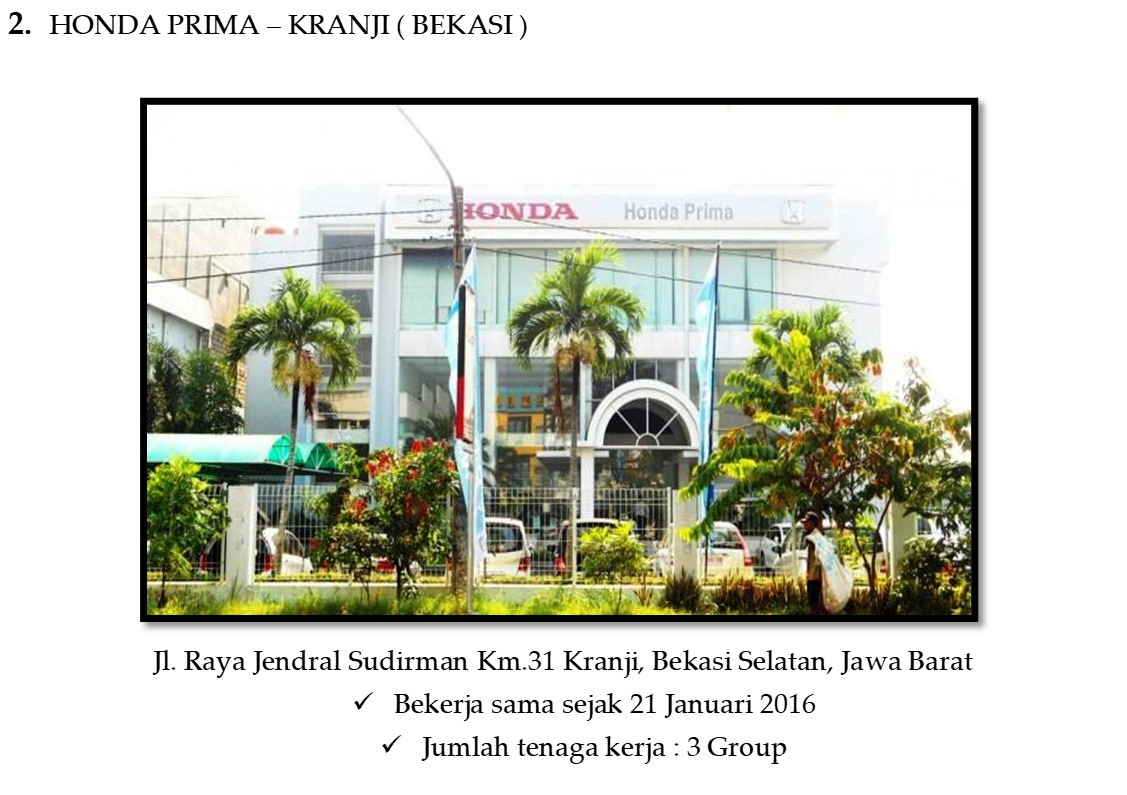 2. HONDA PRIMA – KRANJI ( BEKASI )
HONDA Honda Prima
Jl. Raya Jendral Sudirman Km.31 Kranji, Bekasi Selatan, Jawa Barat
✓ Bekerja sama sejak 21 Januari 2016
✓ Jumlah tenaga kerja : 3 Group